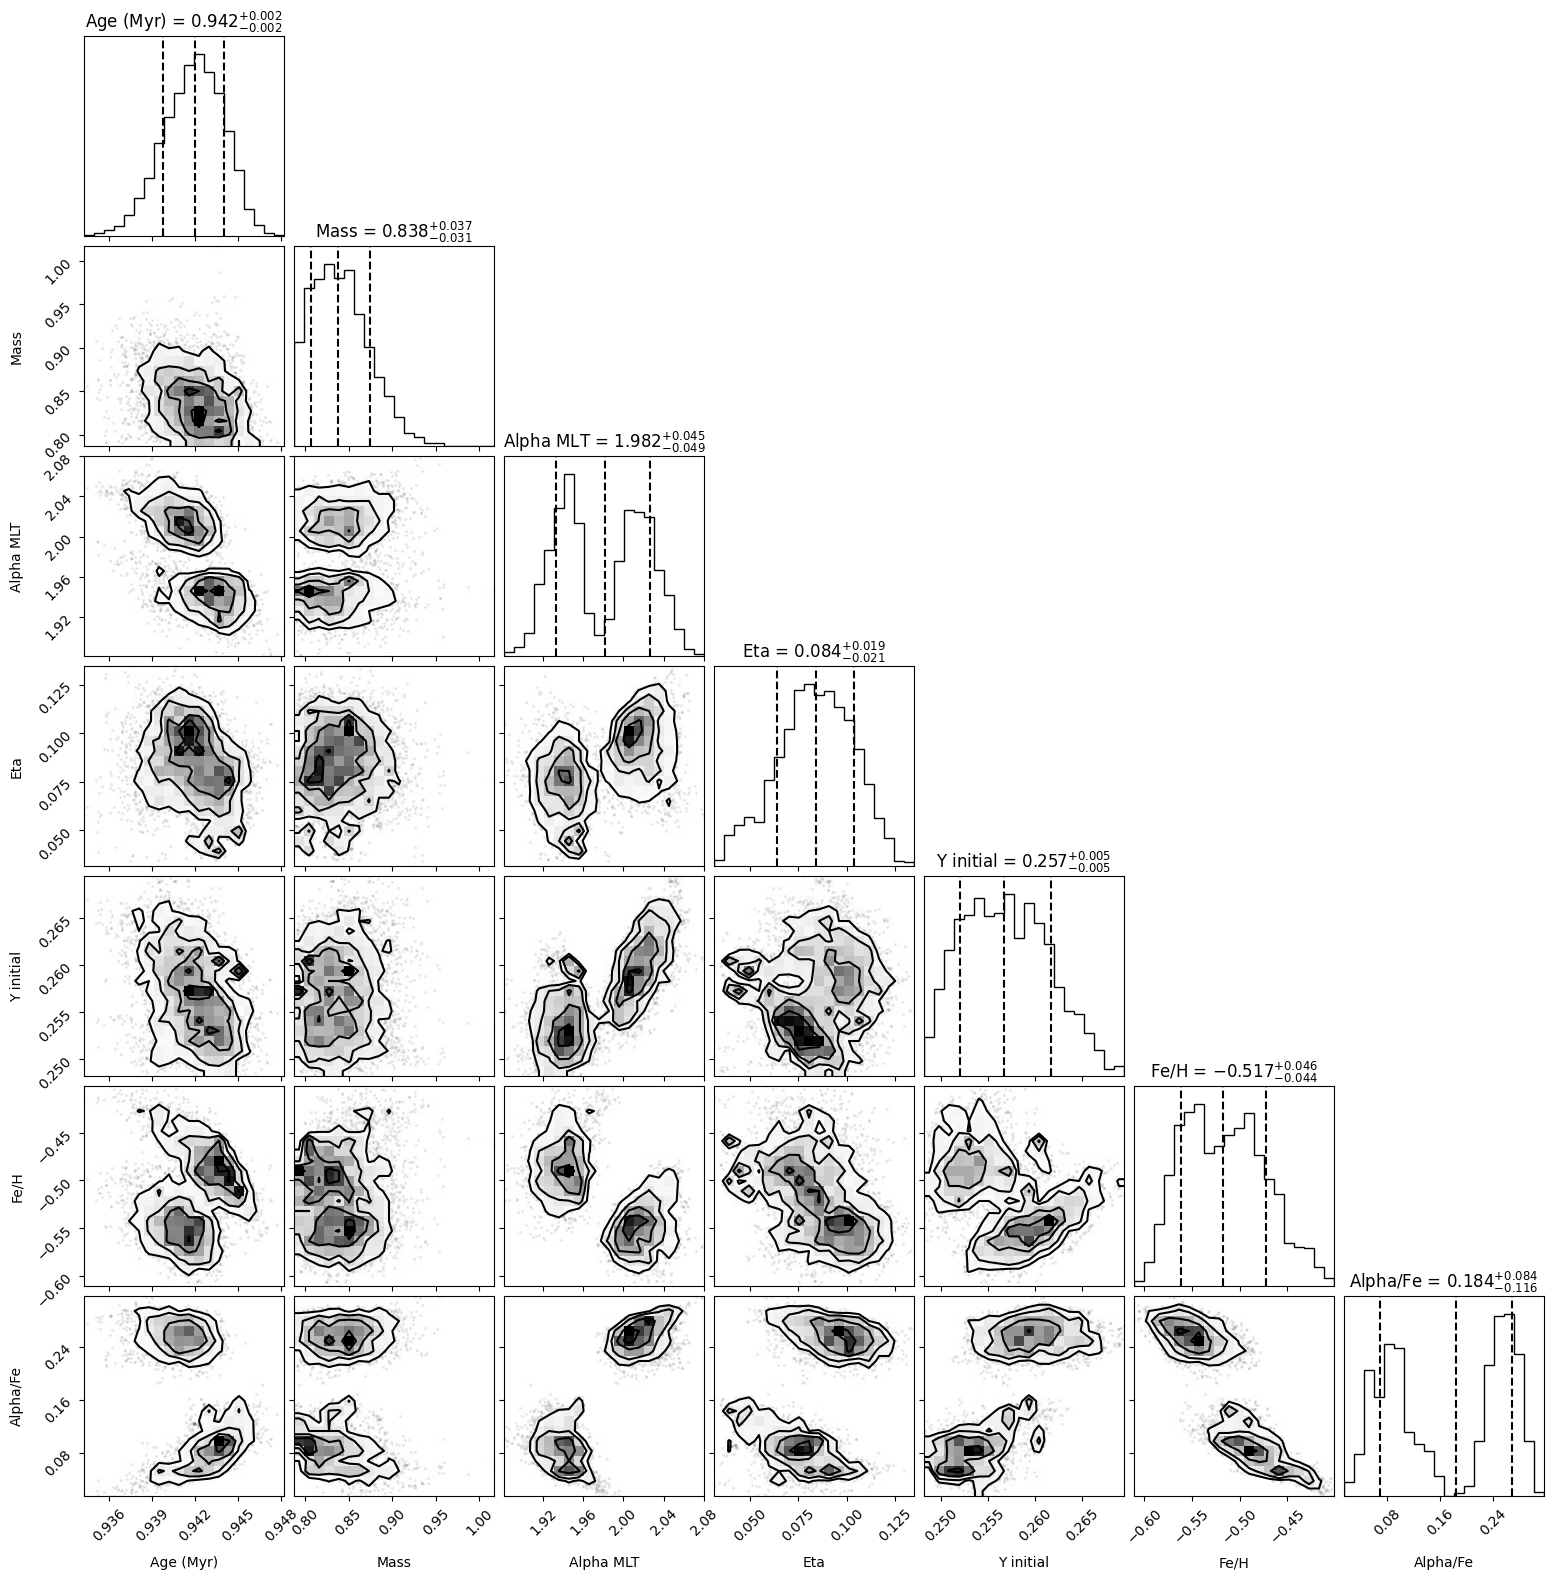 Age (Myr) = 0.942+0.002−0.002
Mass = 0.838+0.037−0.031
1.00
0.95
0.90
0.85
0.80
Mass
Alpha MLT = 1.982+0.045−0.049
2.08
2.04
2.00
1.96
1.92
Alpha MLT
Eta = 0.084+0.019−0.021
0.125
0.100
0.075
0.050
Eta
Y initial = 0.257+0.005−0.005
0.265
0.260
0.255
0.250
Y initial
Fe/H = −0.517+0.046−0.044
−0.45
−0.50
−0.55
−0.60
Fe/H
Alpha/Fe = 0.184+0.084−0.116
0.24
0.16
0.08
Alpha/Fe
0.936 0.939 0.942 0.945 0.948 0.80 0.85 0.90 0.95 1.00 1.92 1.96 2.00 2.04 2.08 0.050 0.075 0.100 0.125 0.250 0.255 0.260 0.265 −0.60 −0.55 −0.50 −0.45 0.08 0.16 0.24
Age (Myr) Mass Alpha MLT Eta Y initial Fe/H Alpha/Fe